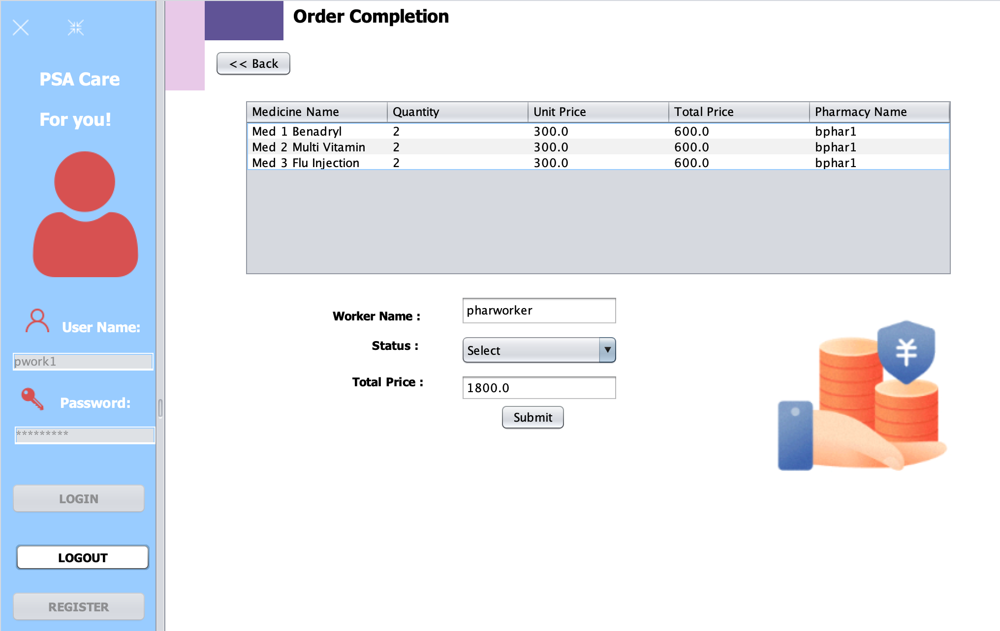 PSA Care
For you!
User Name:
pwork1
Password:
*********
LOGIN
LOGOUT
REGISTER
Order Completion
<< Back
Medicine Name Quantity Unit Price Total Price Pharmacy Name
Med 1 Benadryl 2 300.0 600.0 bphar1
Med 2 Multi Vitamin 2 300.0 600.0 bphar1
Med 3 Flu Injection 2 300.0 600.0 bphar1
Worker Name : pharworker
Status : Select
Total Price : 1800.0
Submit
¥